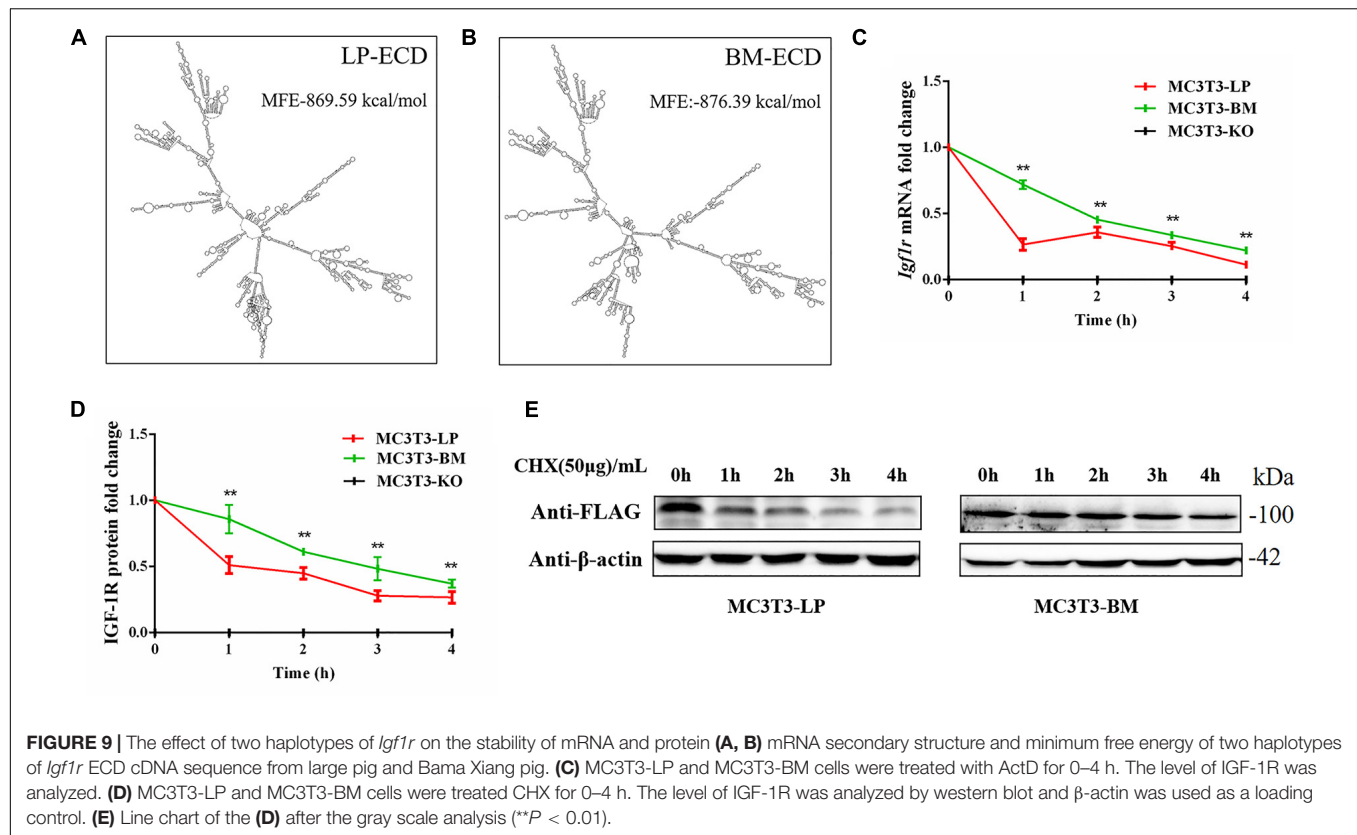 A
LP-ECD
MFE-869.59 kcal/mol
B
BM-ECD
MFE:-876.39 kcal/mol
C
Igf1r mRNA fold change
1.5
1.0
0.5
0.0
MC3T3-LP
MC3T3-BM
MC3T3-KO
**
**
**
**
0 1 2 3 4
Time (h)
D
IGF-1R protein fold change
1.5
1.0
0.5
0.0
MC3T3-LP
MC3T3-BM
MC3T3-KO
**
**
**
**
0 1 2 3 4
Time (h)
E
CHX(50μg)/mL 0h 1h 2h 3h 4h 0h 1h 2h 3h 4h kDa
Anti-FLAG -100
Anti-β-actin -42
MC3T3-LP MC3T3-BM
FIGURE 9 | The effect of two haplotypes of Igf1r on the stability of mRNA and protein (A, B) mRNA secondary structure and minimum free energy of two haplotypes
of Igf1r ECD cDNA sequence from large pig and Bama Xiang pig. (C) MC3T3-LP and MC3T3-BM cells were treated with ActD for 0–4 h. The level of IGF-1R was
analyzed. (D) MC3T3-LP and MC3T3-BM cells were treated CHX for 0–4 h. The level of IGF-1R was analyzed by western blot and β-actin was used as a loading
control. (E) Line chart of the (D) after the gray scale analysis (**P < 0.01).